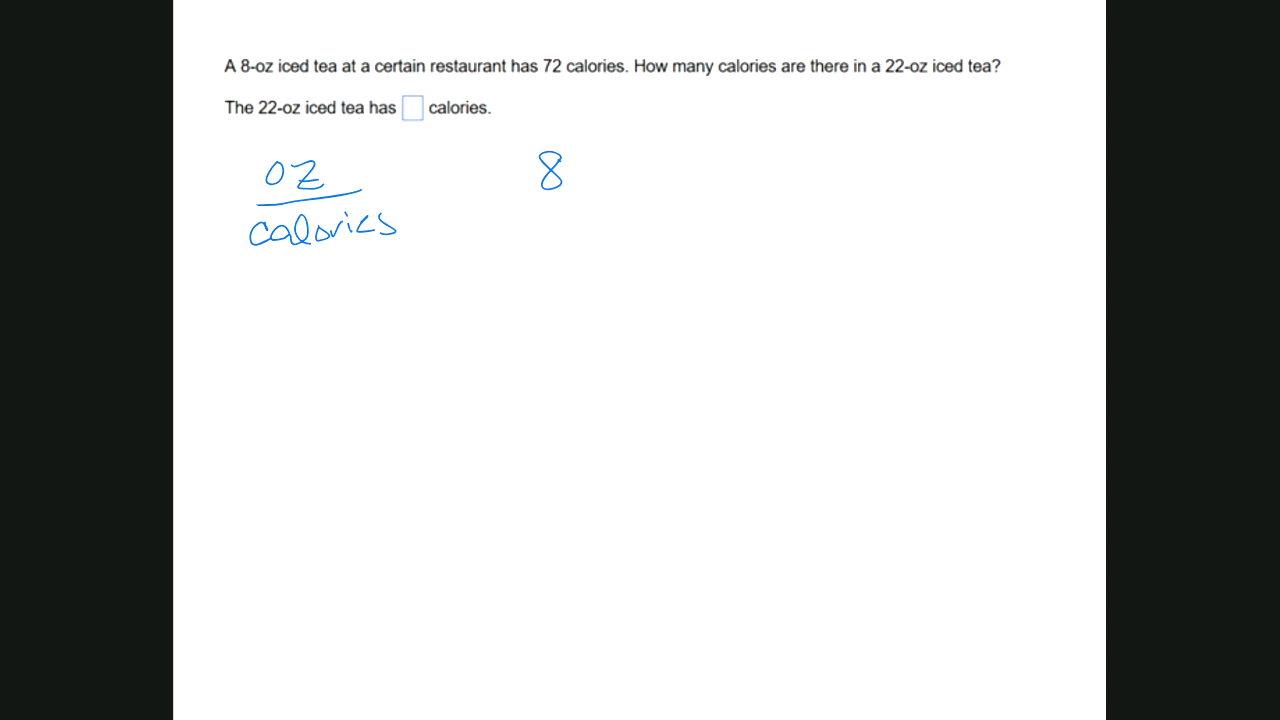 A 8-oz iced tea at a certain restaurant has 72 calories. How many calories are there in a 22-oz iced tea?
The 22-oz iced tea has calories.
oz 8
calories